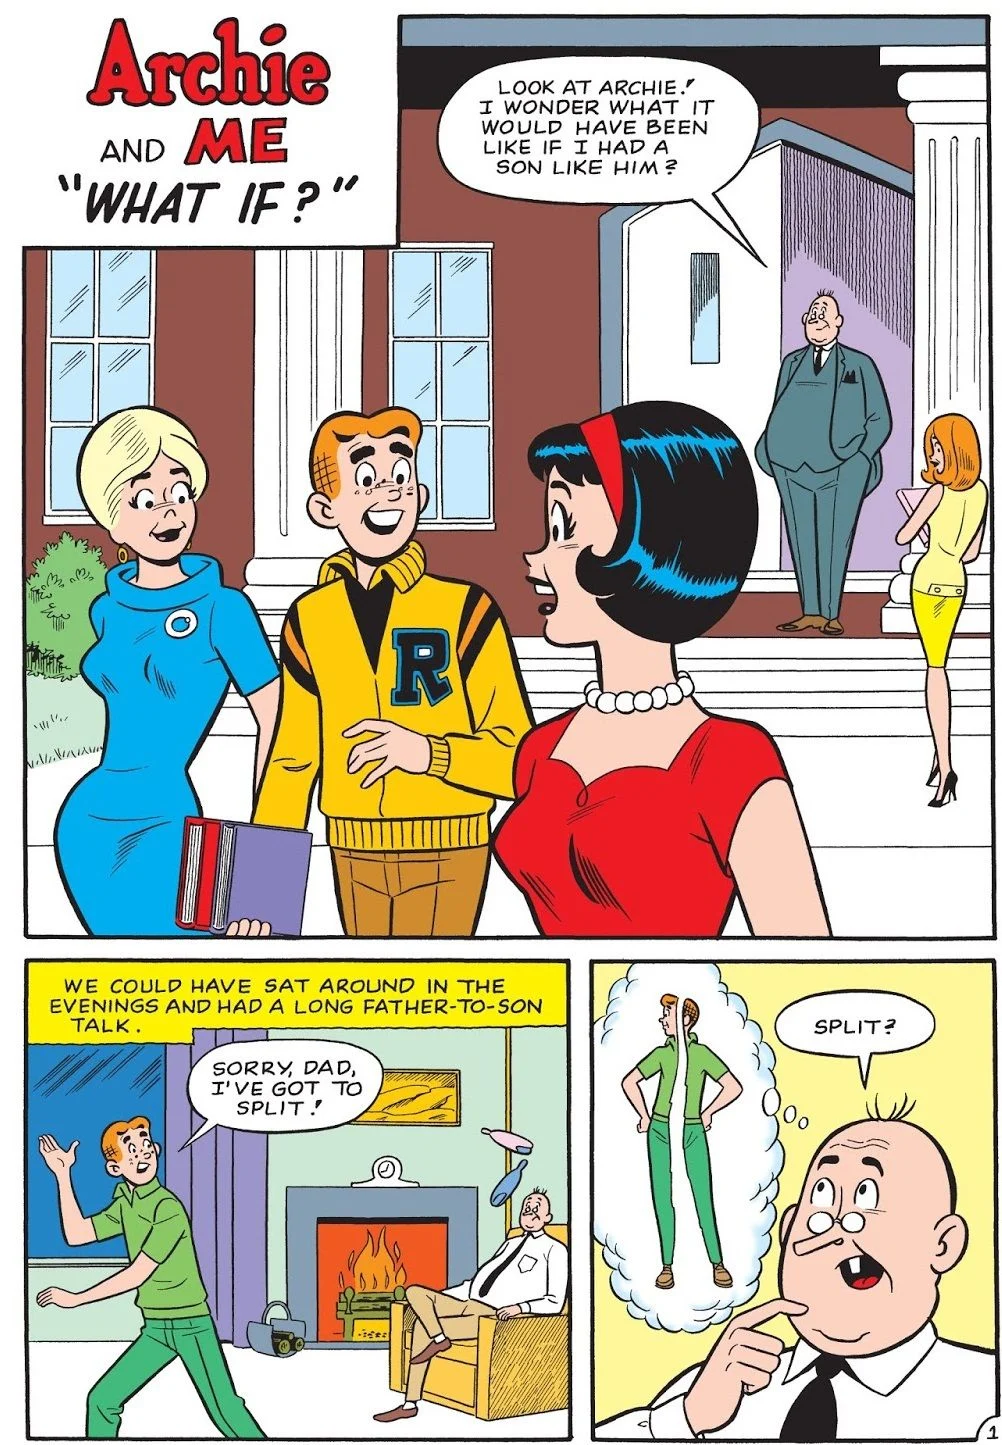 Archie
AND ME
"WHAT IF?"
LOOK AT ARCHIE!
I WONDER WHAT IT
WOULD HAVE BEEN
LIKE IF I HAD A
SON LIKE HIM?
R
WE COULD HAVE SAT AROUND IN THE
EVENINGS AND HAD A LONG FATHER-TO-SON
TALK.
SORRY, DAD,
I'VE GOT TO
SPLIT!
SPLIT?
1